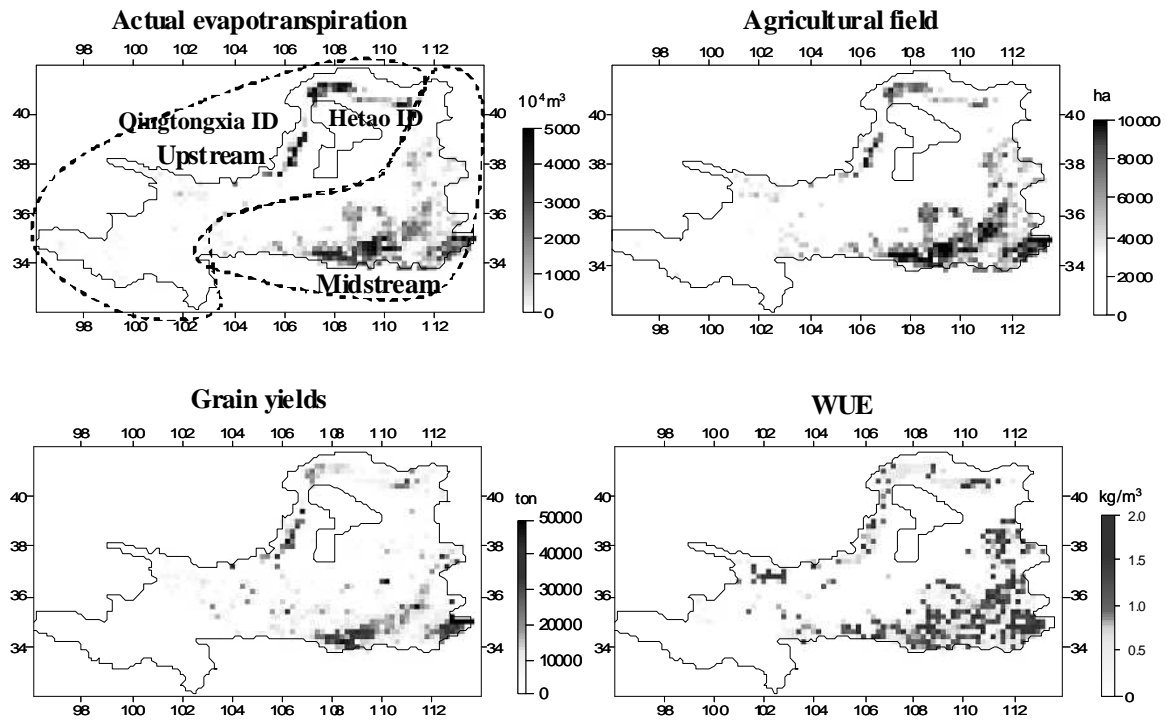 Actual evapotranspiration
98 100 102 104 106 108 110 112
10⁴m³
40 38 36 34
Qingtongxia ID
Hetao ID
Upstream
Midstream
40 38 36 34
5000
4000
3000
2000
1000
0
98 100 102 104 106 108 110 112
Agricultural field
98 100 102 104 106 108 110 112
ha
40 38 36 34
40 38 36 34
10000
8000
6000
4000
2000
0
98 100 102 104 106 108 110 112
Grain yields
98 100 102 104 106 108 110 112
ton
40 38 36 34
40 38 36 34
50000
40000
30000
20000
10000
0
98 100 102 104 106 108 110 112
WUE
98 100 102 104 106 108 110 112
kg/m³
40 38 36 34
40 38 36 34
2.0
1.5
1.0
0.5
0
98 100 102 104 106 108 110 112